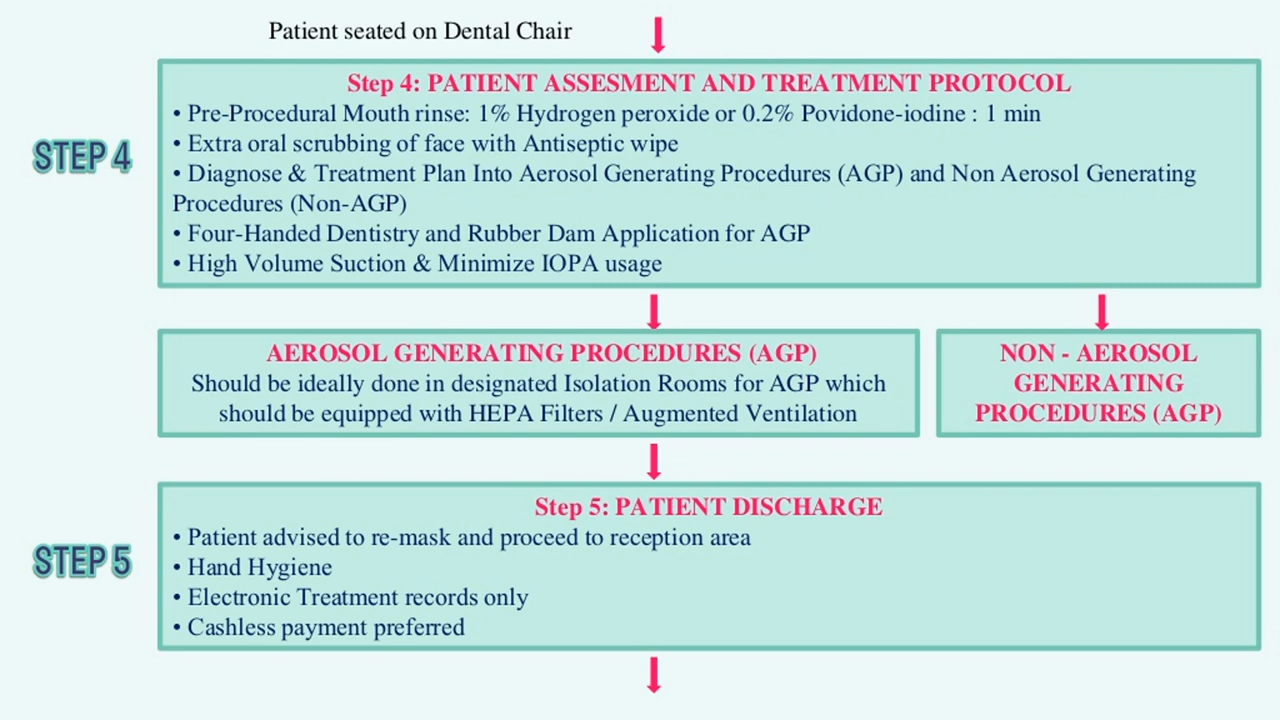 Patient seated on Dental Chair
STEP 4
Step 4: PATIENT ASSESMENT AND TREATMENT PROTOCOL
• Pre-Procedural Mouth rinse: 1% Hydrogen peroxide or 0.2% Povidone-iodine : 1 min
• Extra oral scrubbing of face with Antiseptic wipe
• Diagnose & Treatment Plan Into Aerosol Generating Procedures (AGP) and Non Aerosol Generating
Procedures (Non-AGP)
• Four-Handed Dentistry and Rubber Dam Application for AGP
• High Volume Suction & Minimize IOPA usage
AEROSOL GENERATING PROCEDURES (AGP)
Should be ideally done in designated Isolation Rooms for AGP which
should be equipped with HEPA Filters / Augmented Ventilation
NON - AEROSOL
GENERATING
PROCEDURES (AGP)
STEP 5
Step 5: PATIENT DISCHARGE
• Patient advised to re-mask and proceed to reception area
• Hand Hygiene
• Electronic Treatment records only
• Cashless payment preferred